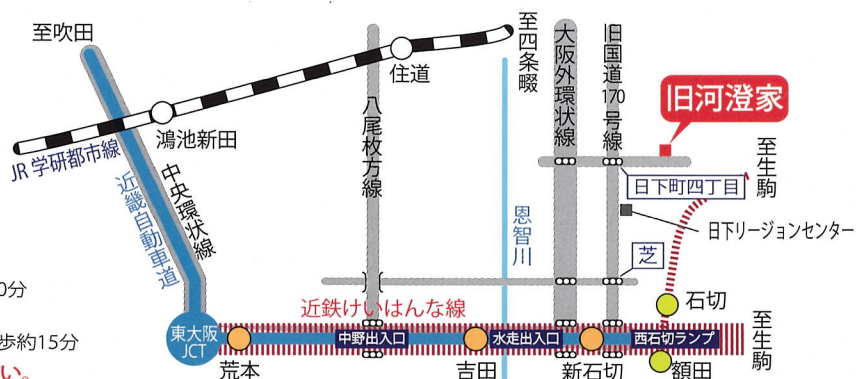 至吹田
至四条畷
大阪外環状線
旧国道170号線
住道
旧河澄家
八尾枚方線
鴻池新田
至生駒
JR 学研都市線
中央環状線
近畿自動車道
日下町四丁目
恩智川
日下リージョンセンター
芝
0分
近鉄けいはんな線
石切
歩約15分
東大阪
JCT
中野出入口
水走出入口
西石切ランプ
至生駒
い。
荒本
吉田
新石切
額田